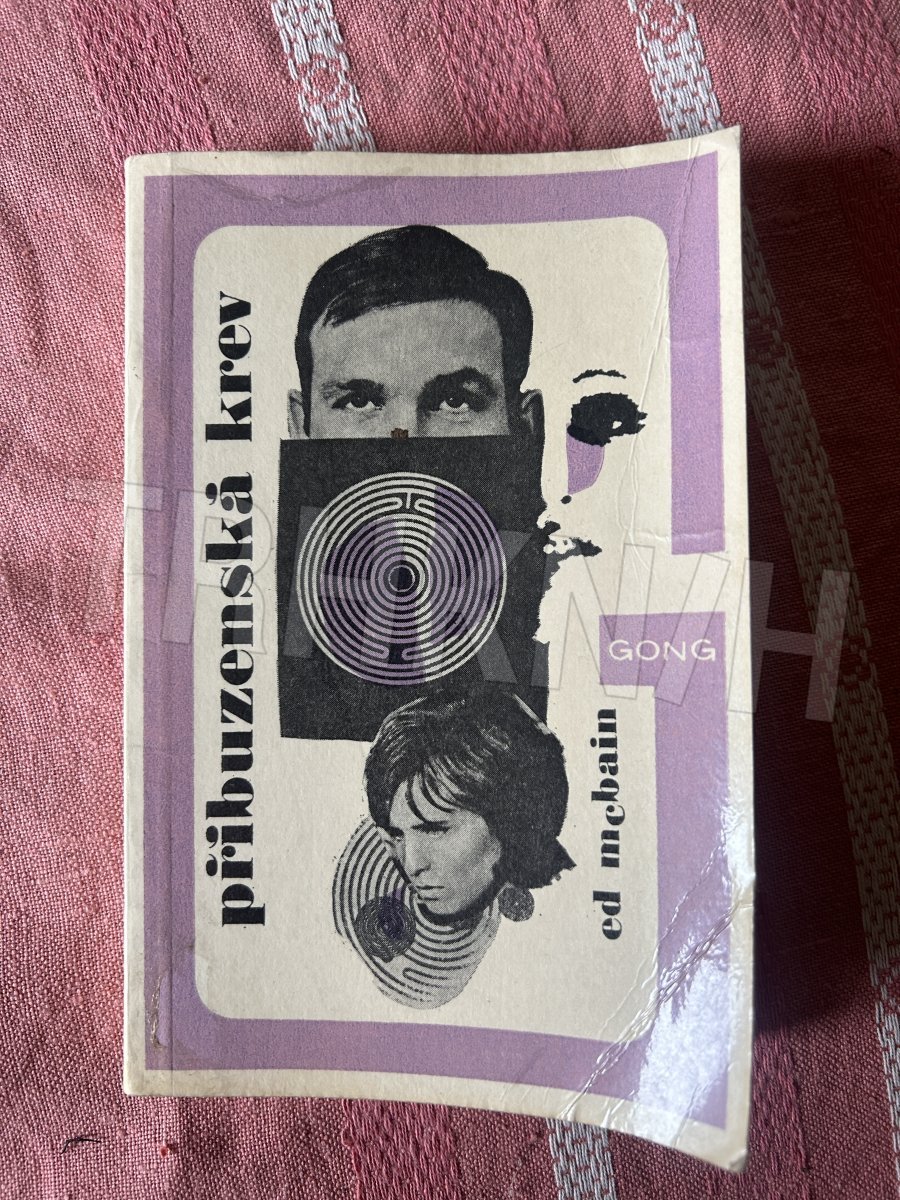 příbuzenská krev
GONG
ed mcbain